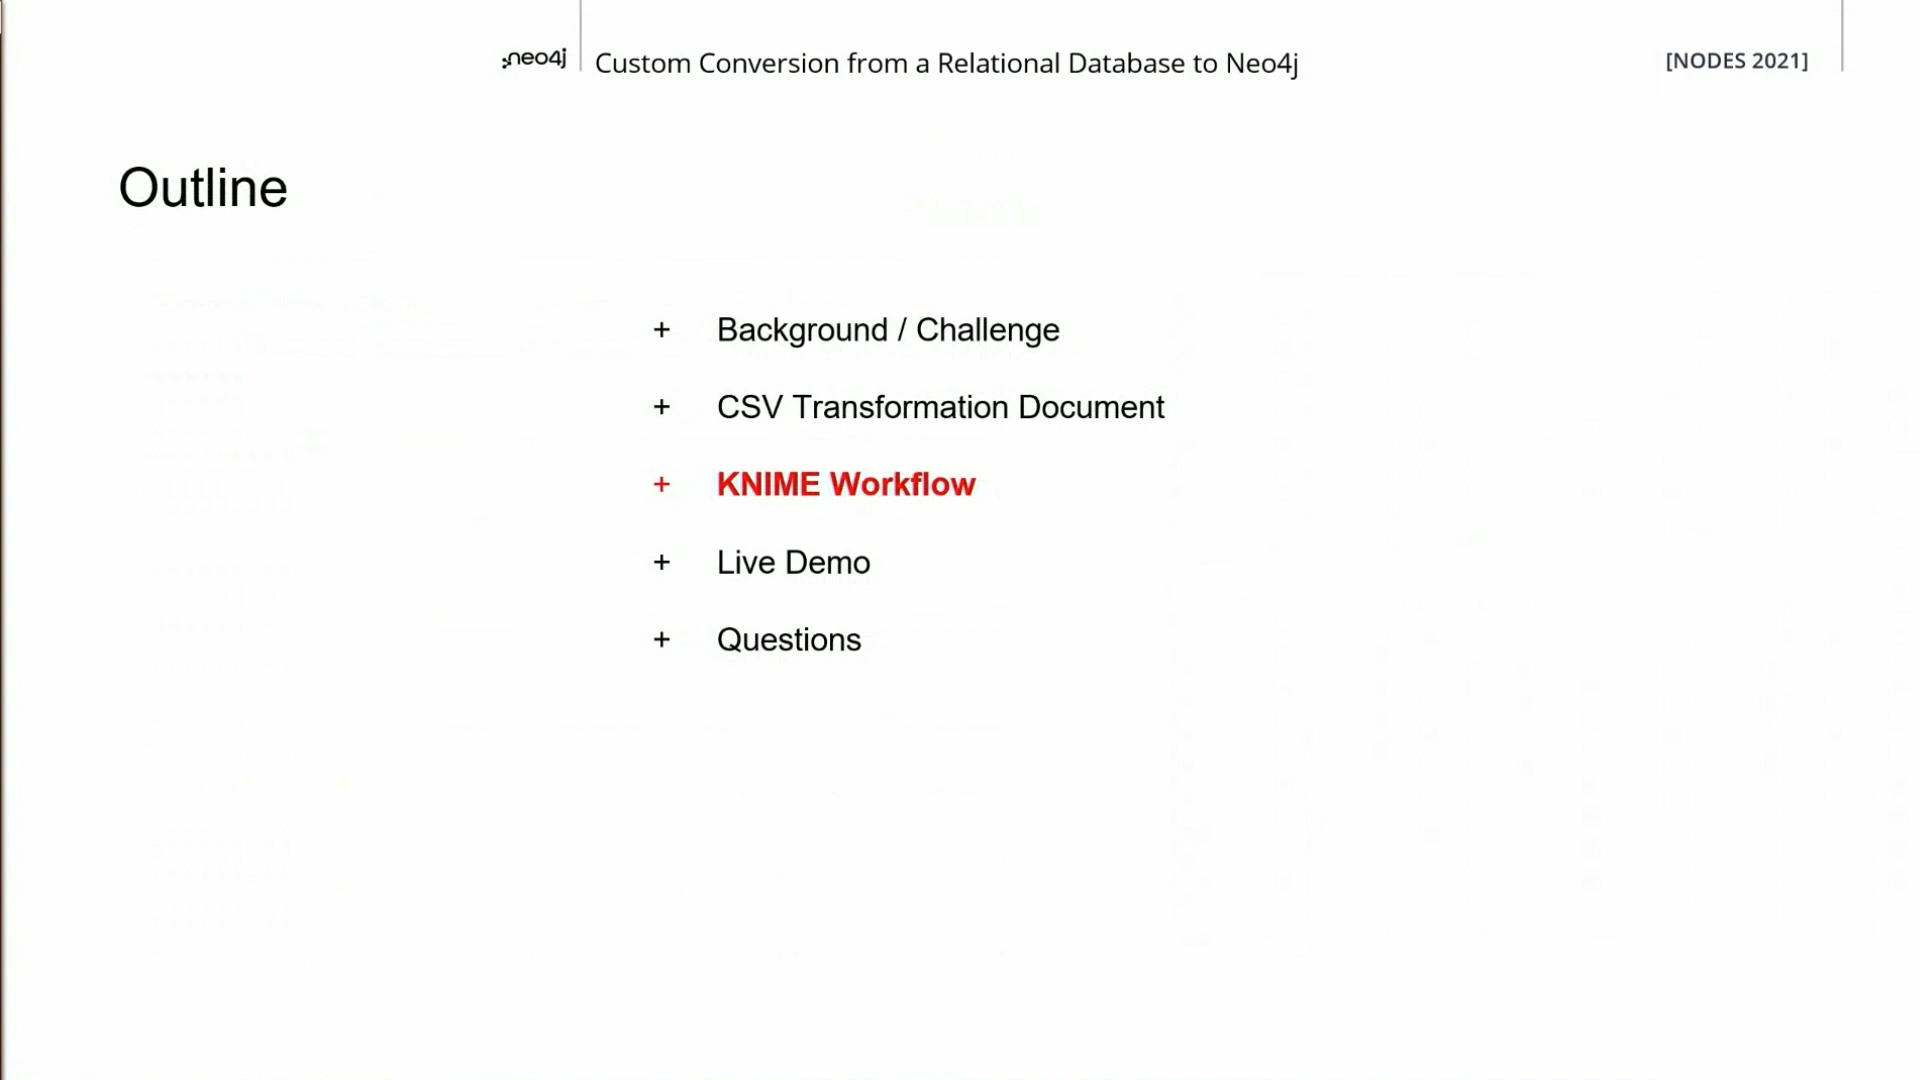 :neo4j
Custom Conversion from a Relational Database to Neo4j
[NODES 2021]
Outline
+ Background / Challenge
+ CSV Transformation Document
+ KNIME Workflow
+ Live Demo
+ Questions